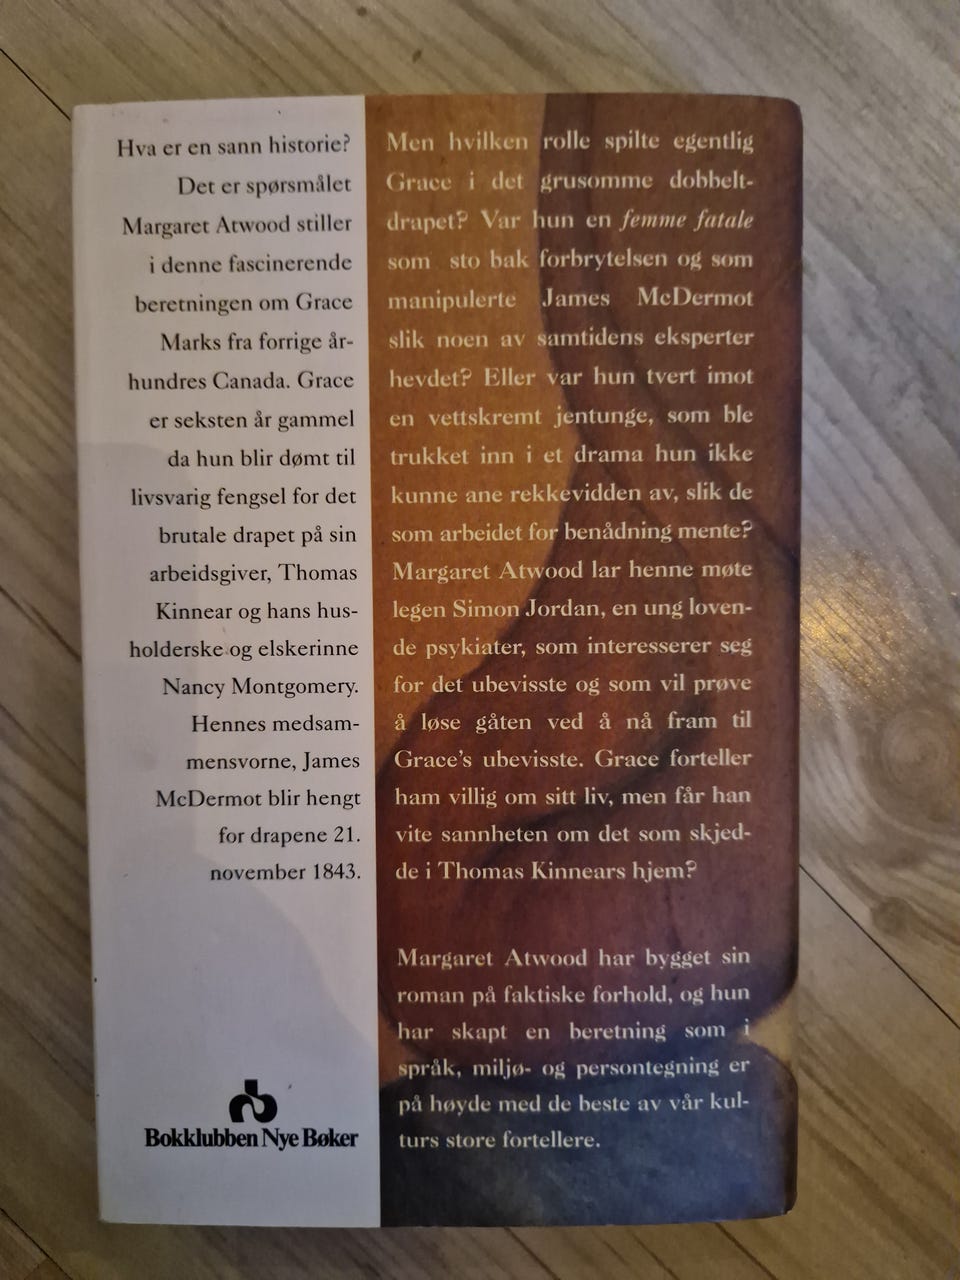 Hva er en sann historie?
Det er spørsmålet
Margaret Atwood stiller
i denne fascinerende
beretningen om Grace
Marks fra forrige år-
hundres Canada. Grace
er seksten år gammel
da hun blir dømt til
livsvarig fengsel for det
brutale drapet på sin
arbeidsgiver, Thomas
Kinnear og hans hus-
holderske og elskerinne
Nancy Montgomery.
Hennes medsam-
mensvorne, James
McDermot blir hengt
for drapene 21.
november 1843.
Bokklubben Nye Bøker
Men hvilken rolle spilte egentlig
Grace i det grusomme dobbelt-
drapet? Var hun en femme fatale
som sto bak forbrytelsen og som
manipulerte James McDermot
slik noen av samtidens eksperter
hevdet? Eller var hun tvert imot
en vettskremt jentunge, som ble
trukket inn i et drama hun ikke
kunne ane rekkevidden av, slik de
som arbeidet for benådning mente?
Margaret Atwood lar henne møte
legen Simon Jordan, en ung loven-
de psykiater, som interesserer seg
for det ubevisste og som vil prøve
å løse gåten ved å nå fram til
Grace's ubevisste. Grace forteller
ham villig om sitt liv, men får han
vite sannheten om det som skjed-
de i Thomas Kinnears hjem?
Margaret Atwood har bygget sin
roman på faktiske forhold, og hun
har skapt en beretning som i
språk, miljø- og persontegning er
på høyde med de beste av vår kul-
turs store fortellere.